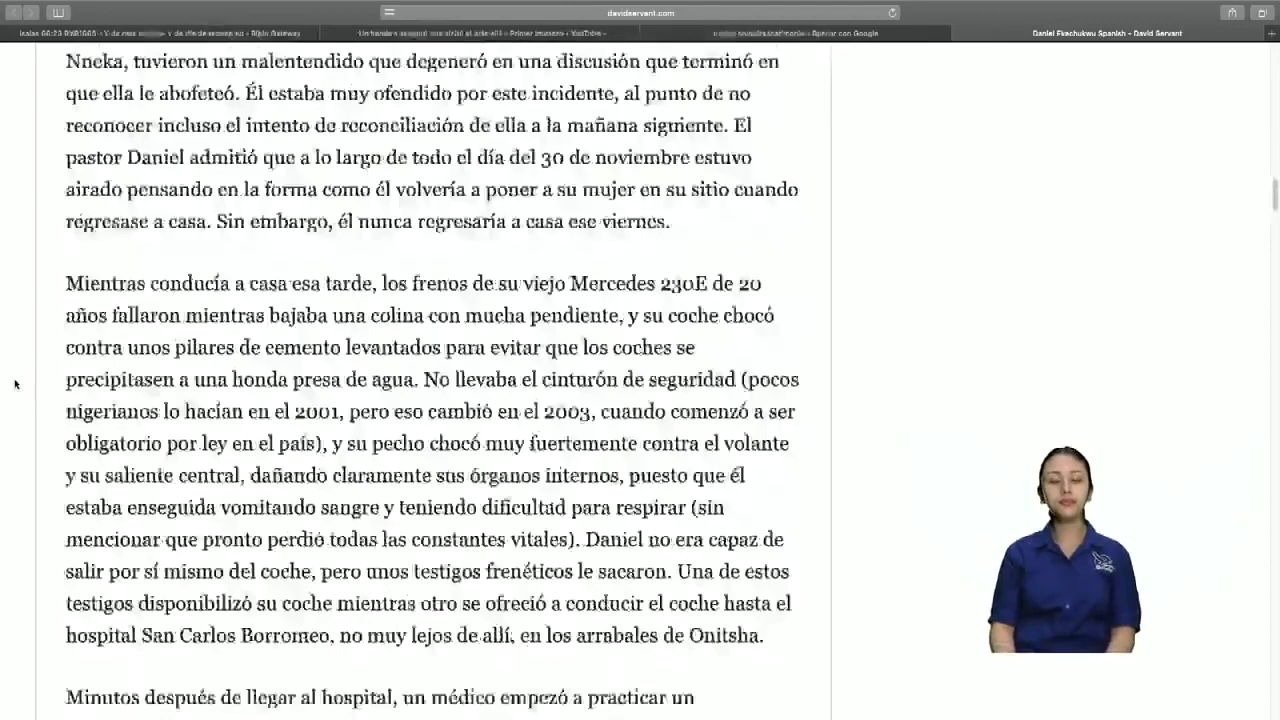 davidservant.com
Daniel Ekechukwu Spanish – David Servant
Nneka, tuvieron un malentendido que degeneró en una discusión que terminó en
que ella le abofeteó. Él estaba muy ofendido por este incidente, al punto de no
reconocer incluso el intento de reconciliación de ella a la mañana siguiente. El
pastor Daniel admitió que a lo largo de todo el día del 30 de noviembre estuvo
airado pensando en la forma como él volvería a poner a su mujer en su sitio cuando
regresase a casa. Sin embargo, él nunca regresaría a casa ese viernes.
Mientras conducía a casa esa tarde, los frenos de su viejo Mercedes 230E de 20
años fallaron mientras bajaba una colina con mucha pendiente, y su coche chocó
contra unos pilares de cemento levantados para evitar que los coches se
precipitasen a una honda presa de agua. No llevaba el cinturón de seguridad (pocos
nigerianos lo hacían en el 2001, pero eso cambió en el 2003, cuando comenzó a ser
obligatorio por ley en el país), y su pecho chocó muy fuertemente contra el volante
y su saliente central, dañando claramente sus órganos internos, puesto que él
estaba enseguida vomitando sangre y teniendo dificultad para respirar (sin
mencionar que pronto perdió todas las constantes vitales). Daniel no era capaz de
salir por sí mismo del coche, pero unos testigos frenéticos le sacaron. Una de estos
testigos disponibilizó su coche mientras otro se ofreció a conducir el coche hasta el
hospital San Carlos Borromeo, no muy lejos de allí, en los arrabales de Onitsha.
Minutos después de llegar al hospital, un médico empezó a practicar un